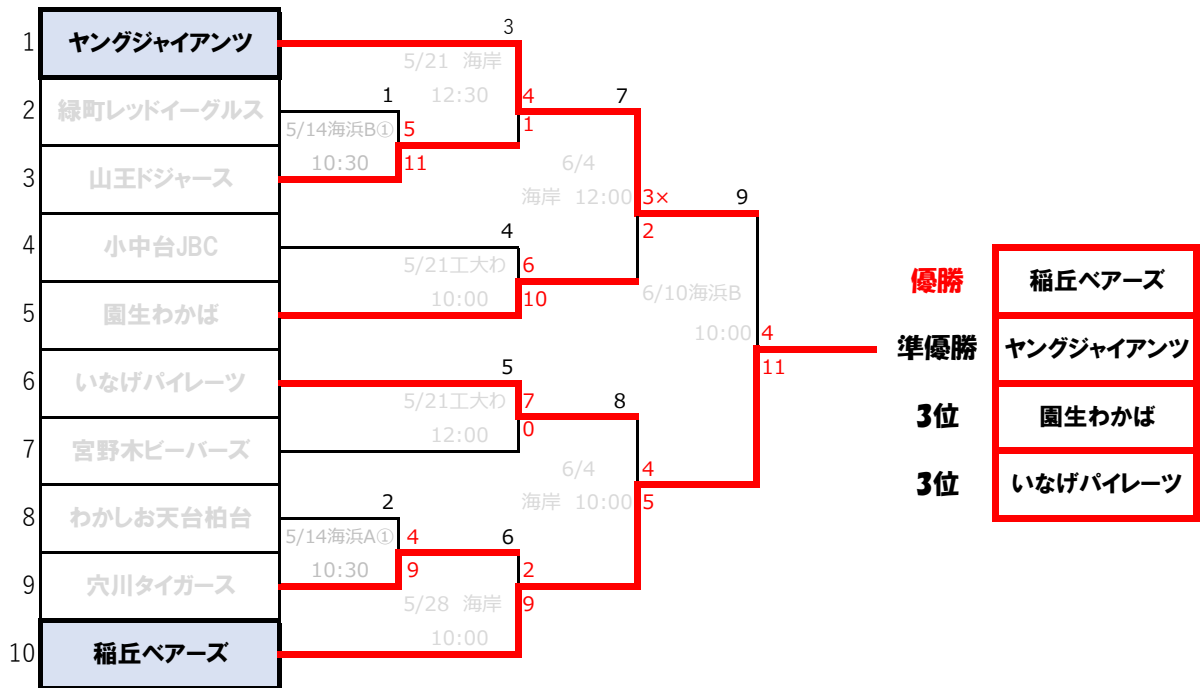 1 ヤングジャイアンツ
2 緑町レッドイーグルス
3 山王ドジャース
4 小中台JBC
5 園生わかば
6 いなげパイレーツ
7 宮野木ビーバーズ
8 わかしお天台柏台
9 穴川タイガース
10 稲丘ベアーズ
1
5/14海浜B①
10:30
5
11
2
5/14海浜A①
10:30
4
9
3
5/21 海岸
12:30
4
1
4
5/21工大わ
10:00
6
10
5
5/21工大わ
12:00
7
0
6
5/28 海岸
10:00
2
9
7
6/4
海岸 12:00
3×
2
8
6/4
海岸 10:00
4
5
9
6/10海浜B
10:00
4
11
優勝 稲丘ベアーズ
準優勝 ヤングジャイアンツ
3位 園生わかば
3位 いなげパイレーツ